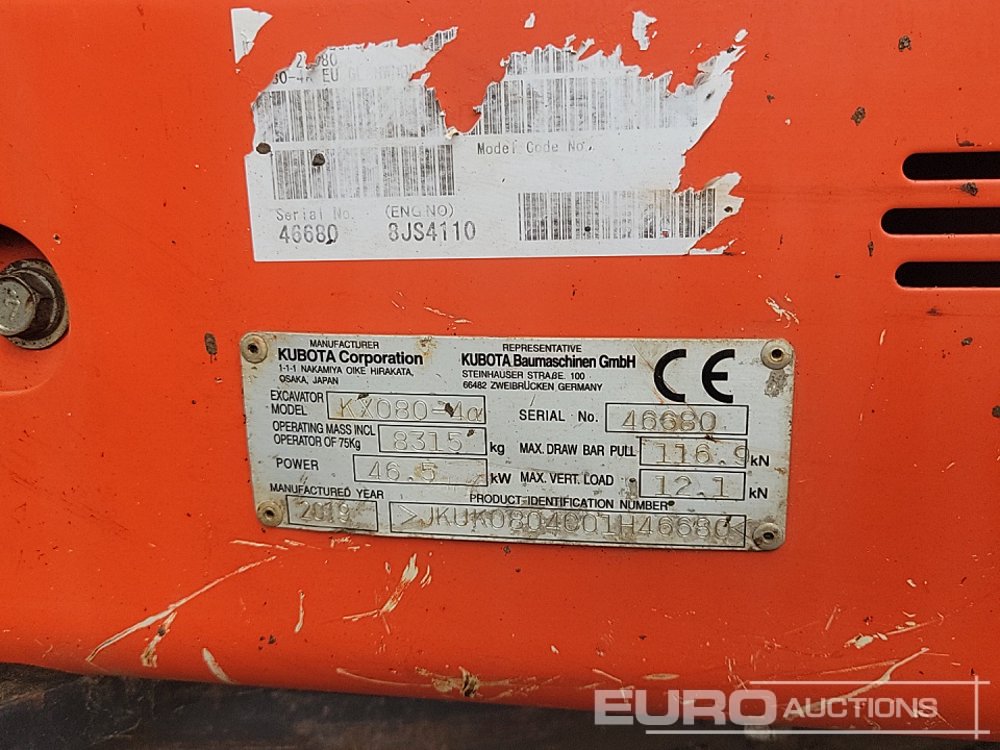 EU
Model Code No.
Serial No. (ENG NO)
46680 8JS4110
MANUFACTURER
KUBOTA Corporation
1-1-1 NAKAMIYA OIKE HIRAKATA,
OSAKA, JAPAN
REPRESENTATIVE
KUBOTA Baumaschinen GmbH
STEINHAUSER STRAßE. 100
66482 ZWEIBRÜCKEN GERMANY
CE
EXCAVATOR MODEL KX080-4α
SERIAL No. 46680
OPERATING MASS INCL
OPERATOR OF 75Kg 8315 kg
MAX. DRAW BAR PULL 116.9 kN
POWER 46.5 kW
MAX. VERT. LOAD 12.1 kN
MANUFACTURED YEAR
2019
PRODUCT IDENTIFICATION NUMBER
>JKUK0804C01H46680<
EURO AUCTIONS